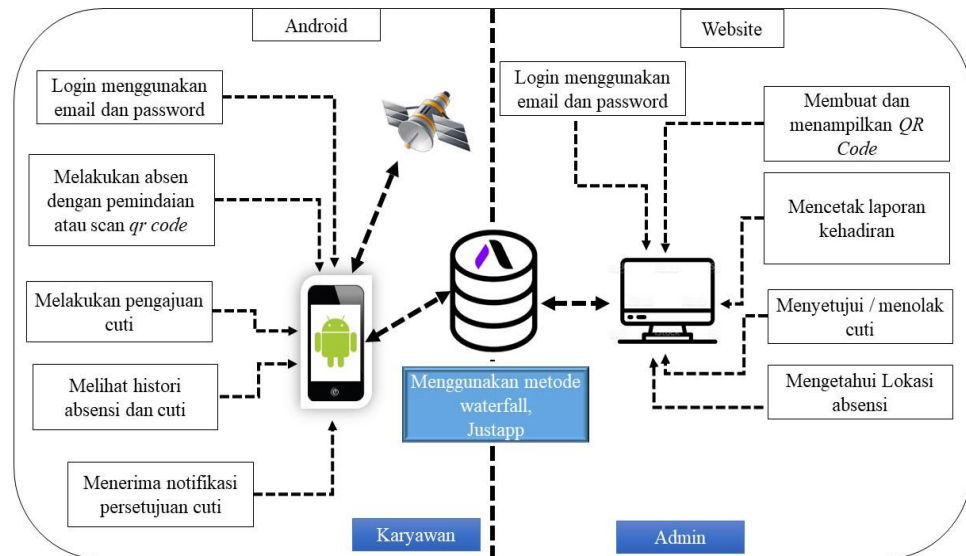 Android
Website
Login menggunakan
email dan password
Login menggunakan
email dan password
Membuat dan
menampilkan QR
Code
Melakukan absen
dengan pemindaian
atau scan qr code
Mencetak laporan
kehadiran
Melakukan pengajuan
cuti
Menyetujui / menolak
cuti
Melihat histori
absensi dan cuti
Menggunakan metode
waterfall,
Justapp
Mengetahui Lokasi
absensi
Menerima notifikasi
persetujuan cuti
Karyawan
Admin